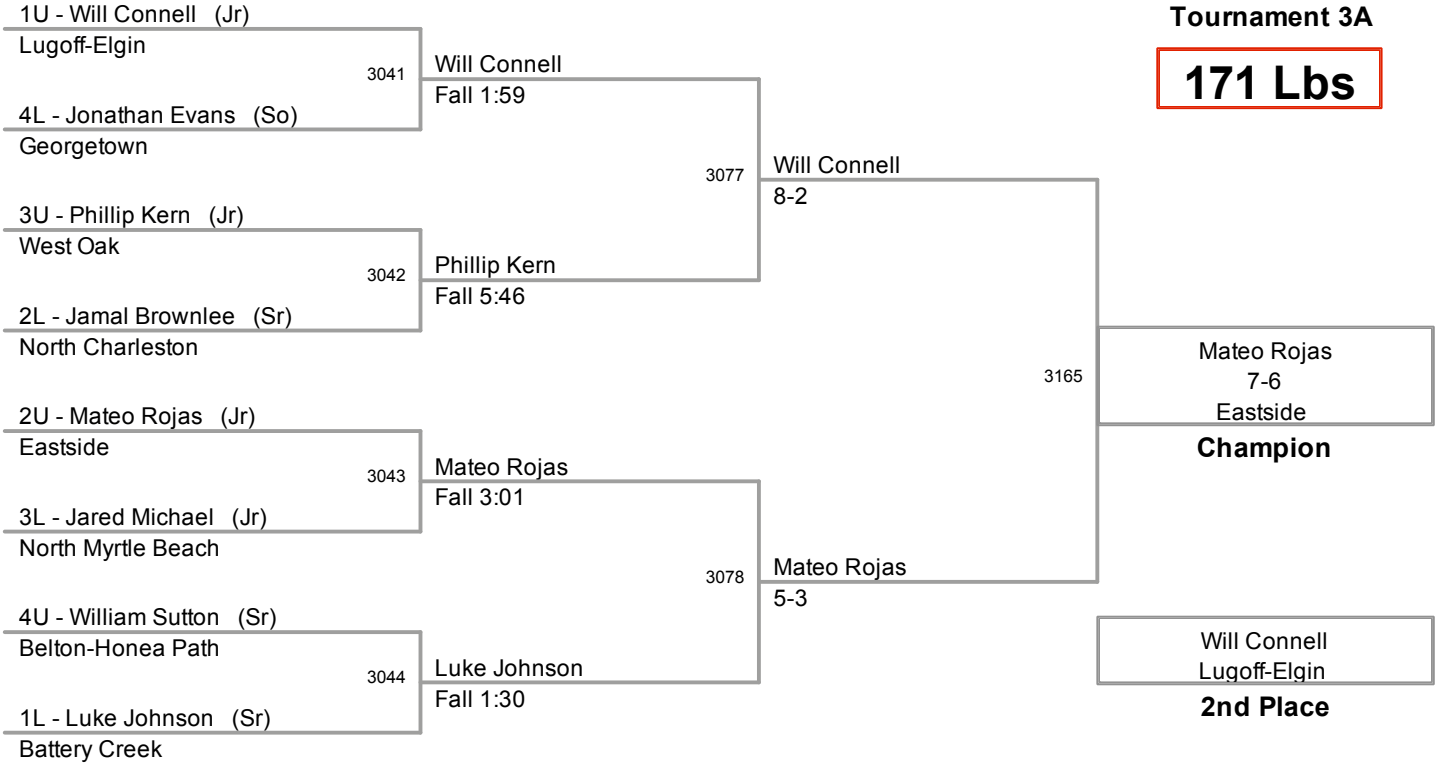 1U - Will Connell (Jr)
Lugoff-Elgin
3041
4L - Jonathan Evans (So)
Georgetown
3U - Phillip Kern (Jr)
West Oak
3042
2L - Jamal Brownlee (Sr)
North Charleston
2U - Mateo Rojas (Jr)
Eastside
3043
3L - Jared Michael (Jr)
North Myrtle Beach
4U - William Sutton (Sr)
Belton-Honea Path
3044
1L - Luke Johnson (Sr)
Battery Creek
Will Connell
Fall 1:59
3077
Phillip Kern
Fall 5:46
Mateo Rojas
Fall 3:01
3078
Luke Johnson
Fall 1:30
Will Connell
8-2
3165
Mateo Rojas
5-3
Tournament 3A
171 Lbs
Mateo Rojas
7-6
Eastside
Champion
Will Connell
Lugoff-Elgin
2nd Place